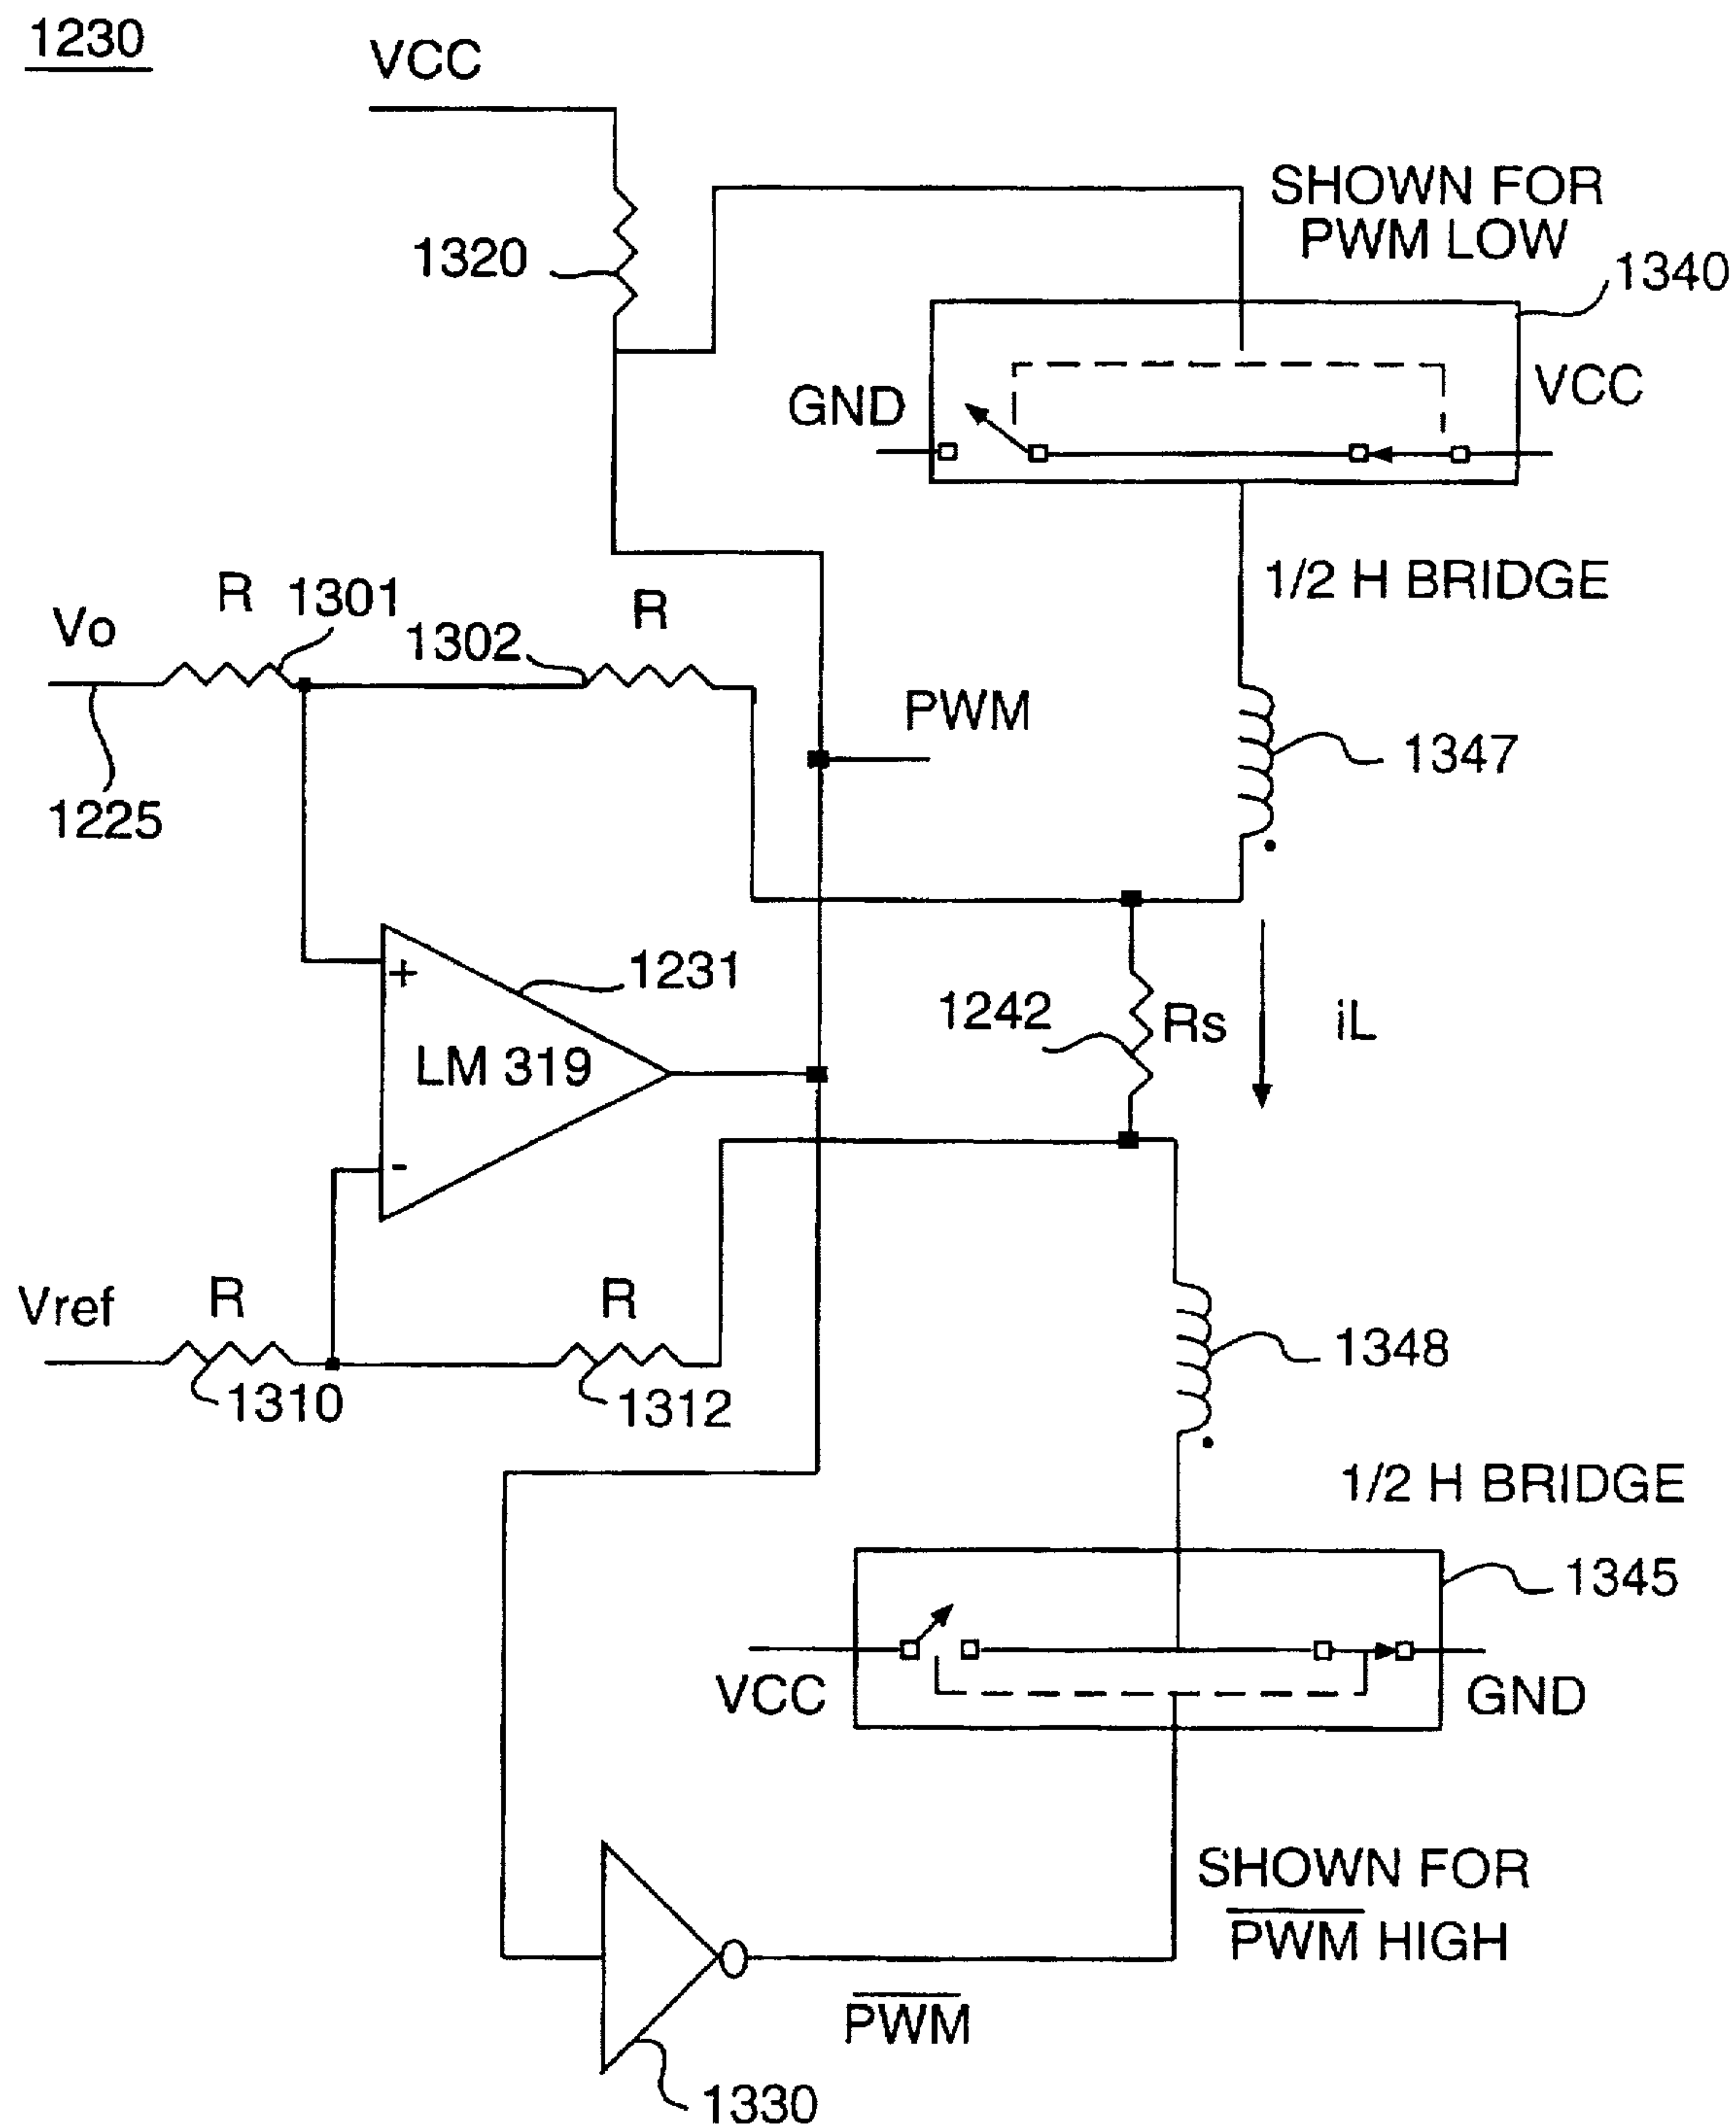 1230
VCC
SHOWN FOR
PWM LOW
1320
1340
GND
VCC
1/2 H BRIDGE
R
1301
R
Vo
1302
PWM
1347
1225
+
1231
1242
Rs
iL
LM 319
-
Vref
R
R
1348
1310
1312
1/2 H BRIDGE
1345
VCC
GND
SHOWN FOR
P̅W̅M̅ HIGH
P̅W̅M̅
1330